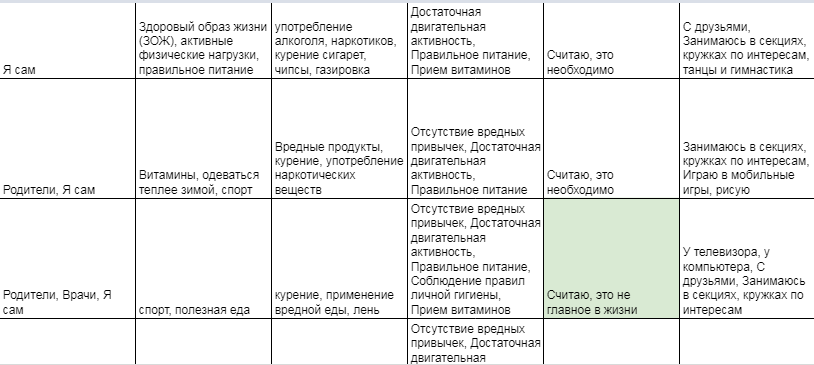 Я сам
Здоровый образ жизни
(ЗОЖ), активные
физические нагрузки,
правильное питание
употребление
алкоголя, наркотиков,
курение сигарет,
чипсы, газировка
Достаточная
двигательная
активность,
Правильное питание,
Прием витаминов
Считаю, это
необходимо
С друзьями,
Занимаюсь в секциях,
кружках по интересам,
танцы и гимнастика
Родители, Я сам
Витамины, одеваться
теплее зимой, спорт
Вредные продукты,
курение, употребление
наркотических
веществ
Отсутствие вредных
привычек, Достаточная
двигательная
активность,
Правильное питание
Считаю, это
необходимо
Занимаюсь в секциях,
кружках по интересам,
Играю в мобильные
игры, рисую
Родители, Врачи, Я
сам
спорт, полезная еда
курение, применение
вредной еды, лень
Отсутствие вредных
привычек, Достаточная
двигательная
активность,
Правильное питание,
Соблюдение правил
личной гигиены,
Прием витаминов
Считаю, это не
главное в жизни
У телевизора, у
компьютера, С
друзьями, Занимаюсь
в секциях, кружках по
интересам
Отсутствие вредных
привычек, Достаточная
двигательная